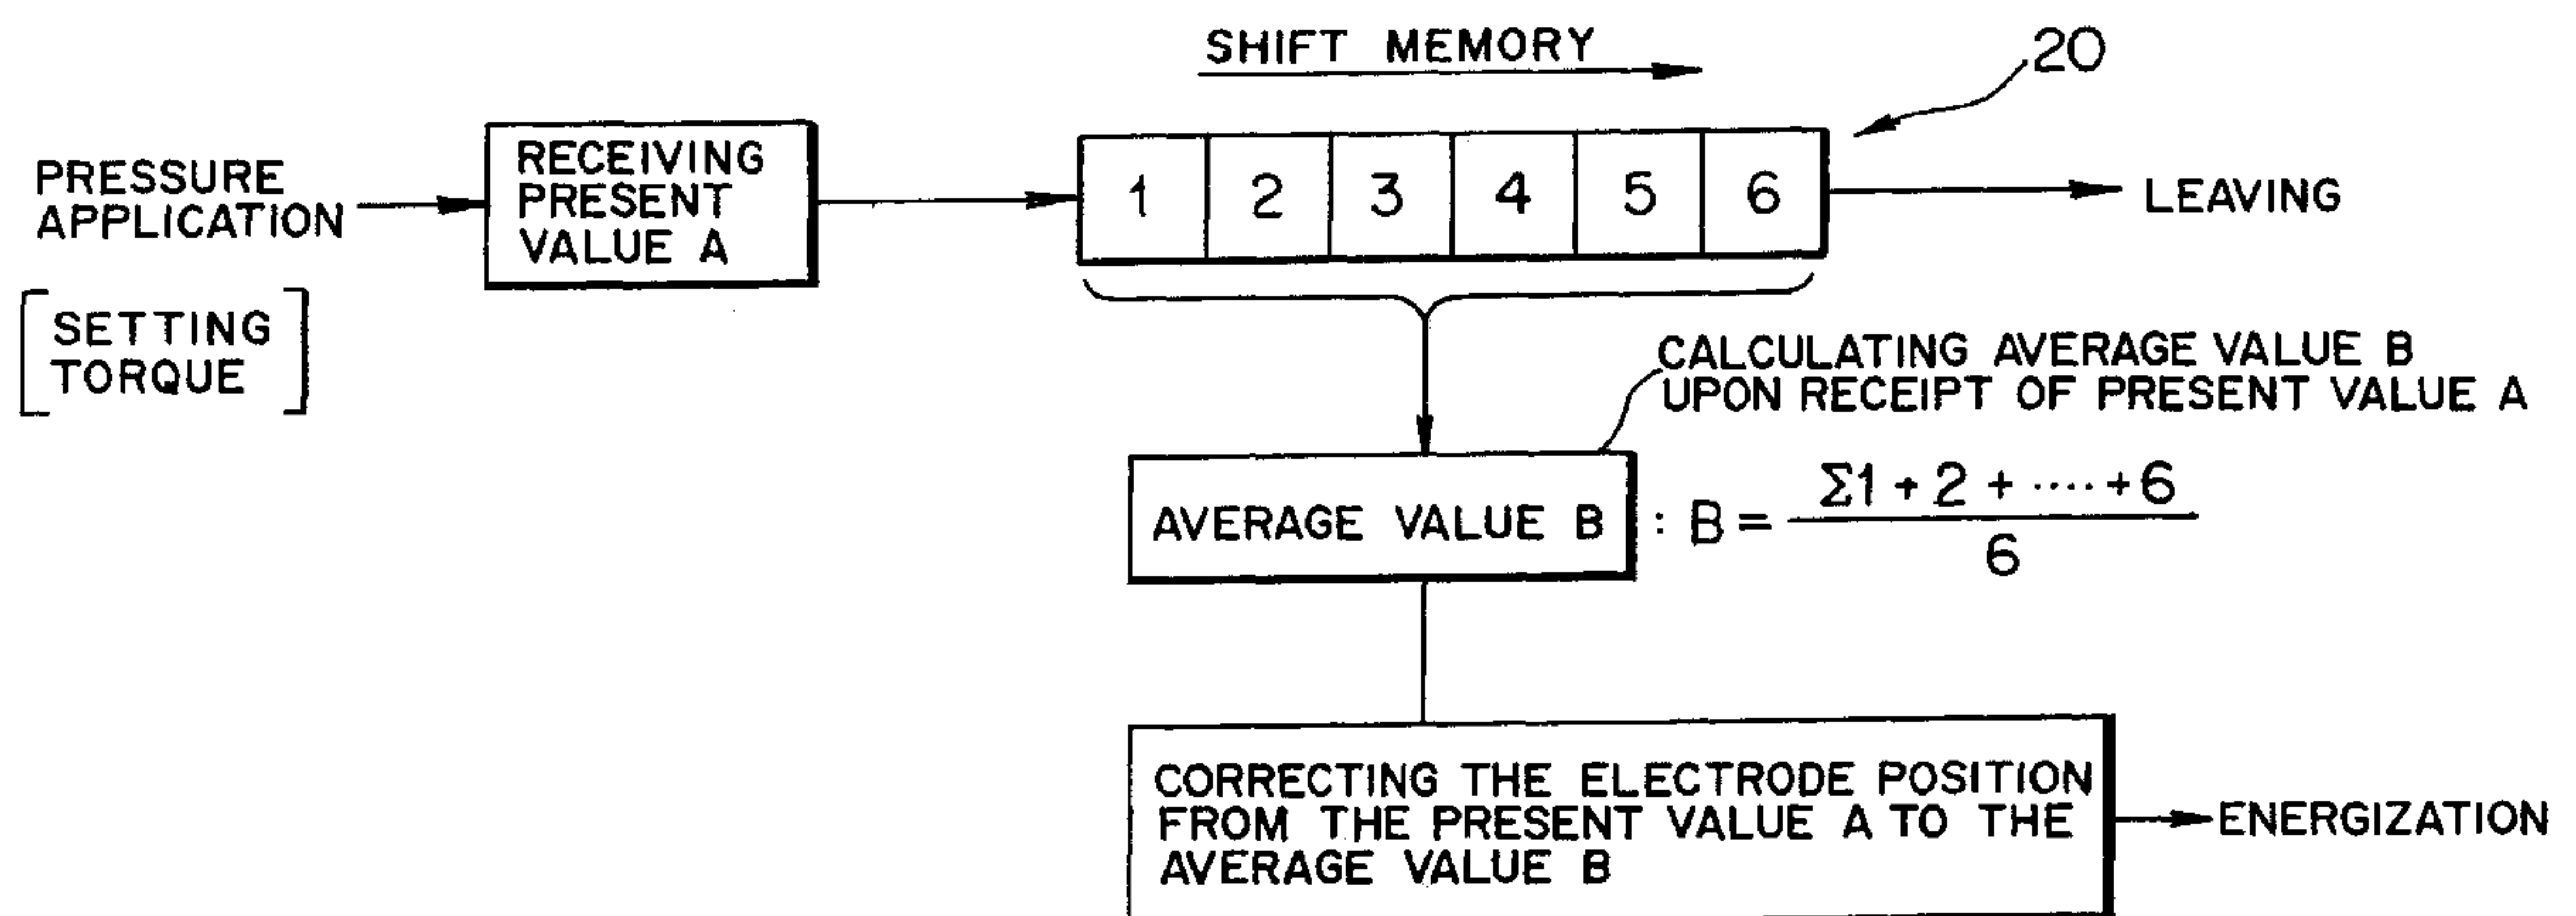 SHIFT MEMORY
20
PRESSURE
APPLICATION
RECEIVING
PRESENT
VALUE A
1 2 3 4 5 6
LEAVING
[SETTING
TORQUE]
CALCULATING AVERAGE VALUE B
UPON RECEIPT OF PRESENT VALUE A
AVERAGE VALUE B : B = Σ1 + 2 + ···· + 6
6
CORRECTING THE ELECTRODE POSITION
FROM THE PRESENT VALUE A TO THE
AVERAGE VALUE B
ENERGIZATION